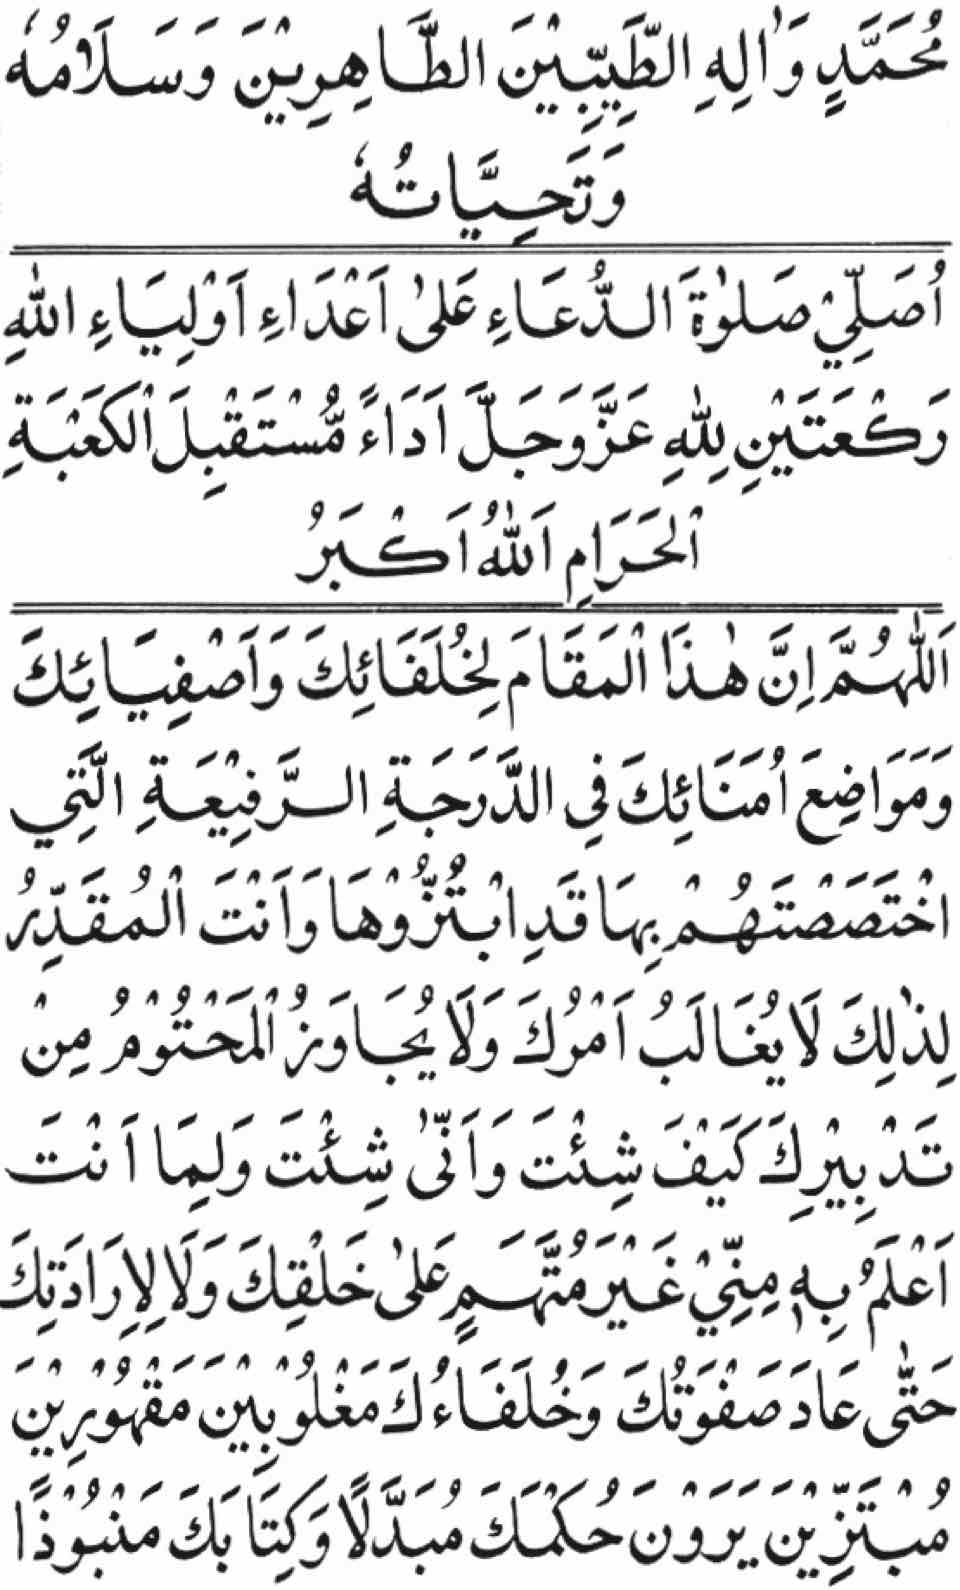 مُحَمَّدٍ وَاٰلِهِ الطَّيِّبِيْنَ الطَّاهِرِيْنَ وَسَلَامُهٗ
وَتَحِيَّاتُهٗ
اُصَلِّيْ صَلٰوةَ الدُّعَاءِ عَلٰى اَعْدَاءِ اَوْلِيَاءِ اللّٰهِ
رَكْعَتَيْنِ لِلّٰهِ عَزَّوَجَلَّ اَدَاءً مُّسْتَقْبِلَ الْكَعْبَةِ
الْحَرَامِ اَللّٰهُ اَكْبَرُ
اَللّٰهُمَّ اِنَّ هٰذَا الْمَقَامَ لِخُلَفَائِكَ وَاَصْفِيَائِكَ
وَمَوَاضِعَ اُمَنَائِكَ فِي الدَّرَجَةِ الرَّفِيْعَةِ الَّتِي
اخْتَصَصْتَهُمْ بِهَا قَدِ ابْتُزُّوْهَا وَاَنْتَ الْمُقَدِّرُ
لِذٰلِكَ لَا يُغَالَبُ اَمْرُكَ وَلَا يُجَاوَزُ الْمَحْتُوْمُ مِنْ
تَدْبِيْرِكَ كَيْفَ شِئْتَ وَاَنّٰى شِئْتَ وَلِمَا اَنْتَ
اَعْلَمُ بِهٖ مِنِّيْ غَيْرَ مُتَّهَمٍ عَلٰى خَلْقِكَ وَلَا لِاِرَادَتِكَ
حَتّٰى عَادَ صَفْوَتُكَ وَخُلَفَاءُكَ مَغْلُوْبِيْنَ مَقْهُوْرِيْنَ
مُبْتَزِّيْنَ يَرَوْنَ حُكْمَكَ مُبَدَّلًا وَكِتَابَكَ مَنْبُوْذًا